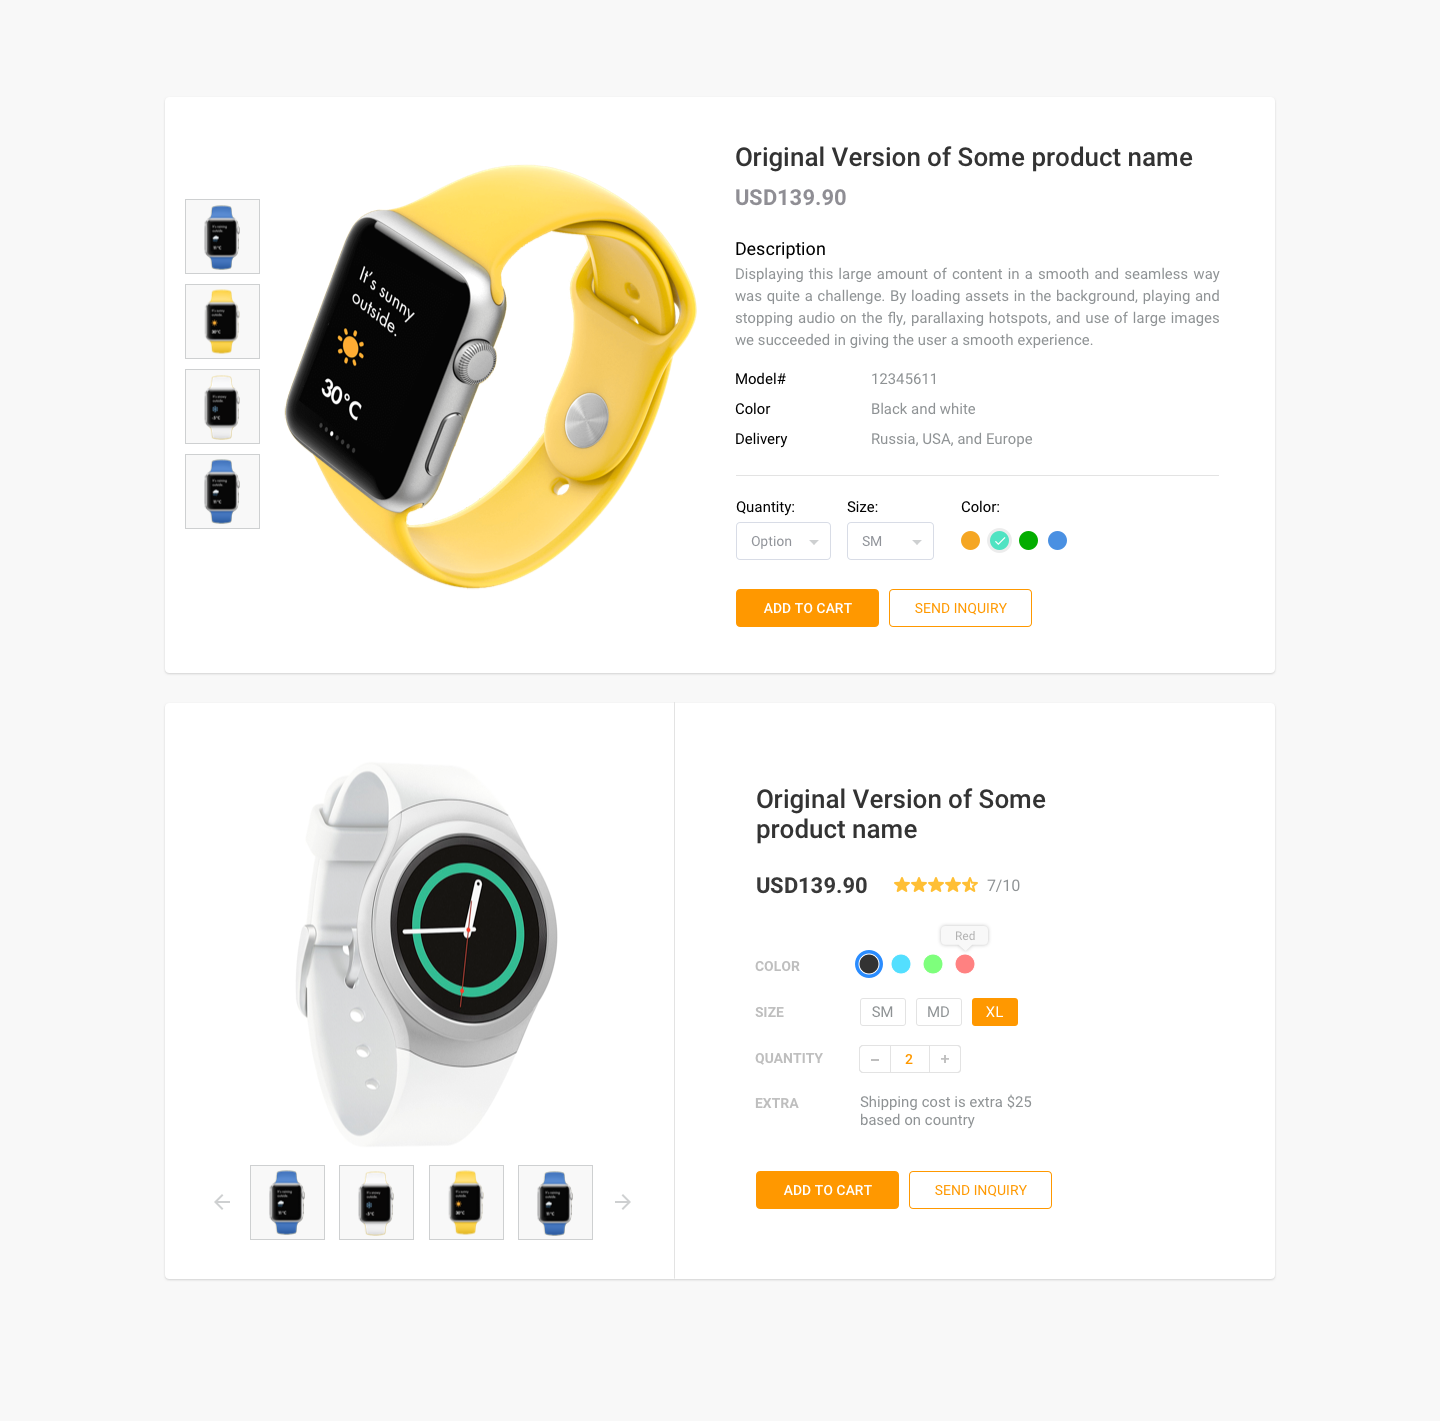 Original Version of Some product name
USD139.90
It's sunny
outside.
30°C
Description
Displaying this large amount of content in a smooth and seamless way
was quite a challenge. By loading assets in the background, playing and
stopping audio on the fly, parallaxing hotspots, and use of large images
we succeeded in giving the user a smooth experience.
Model# 12345611
Color Black and white
Delivery Russia, USA, and Europe
Quantity: Size: Color:
Option SM
ADD TO CART SEND INQUIRY
Original Version of Some
product name
USD139.90 7/10
Red
COLOR
SIZE SM MD XL
QUANTITY – 2 +
EXTRA Shipping cost is extra $25
based on country
ADD TO CART SEND INQUIRY